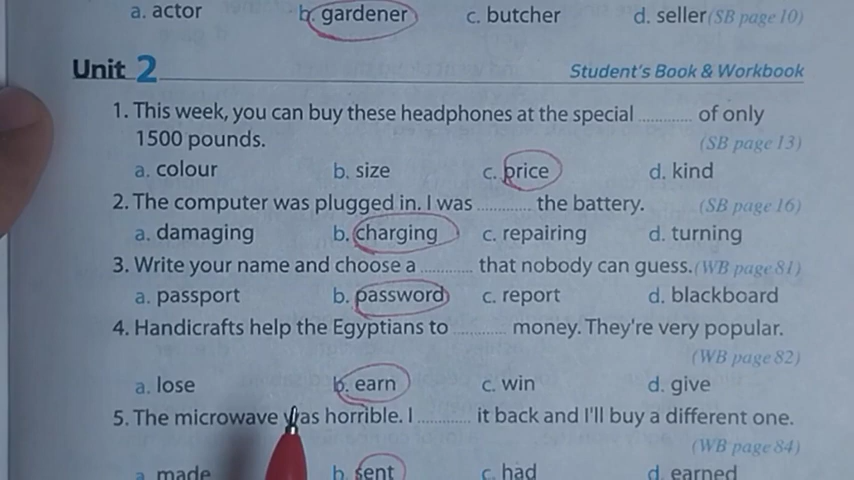 a. actor b. gardener c. butcher d. seller (SB page 10)
Unit 2 Student's Book & Workbook
1. This week, you can buy these headphones at the special ............ of only
1500 pounds. (SB page 13)
a. colour b. size c. price d. kind
2. The computer was plugged in. I was ............ the battery. (SB page 16)
a. damaging b. charging c. repairing d. turning
3. Write your name and choose a ............ that nobody can guess. (WB page 81)
a. passport b. password c. report d. blackboard
4. Handicrafts help the Egyptians to ............ money. They're very popular.
(WB page 82)
a. lose b. earn c. win d. give
5. The microwave was horrible. I ............ it back and I'll buy a different one.
(WB page 84)
a. made b. sent c. had d. earned